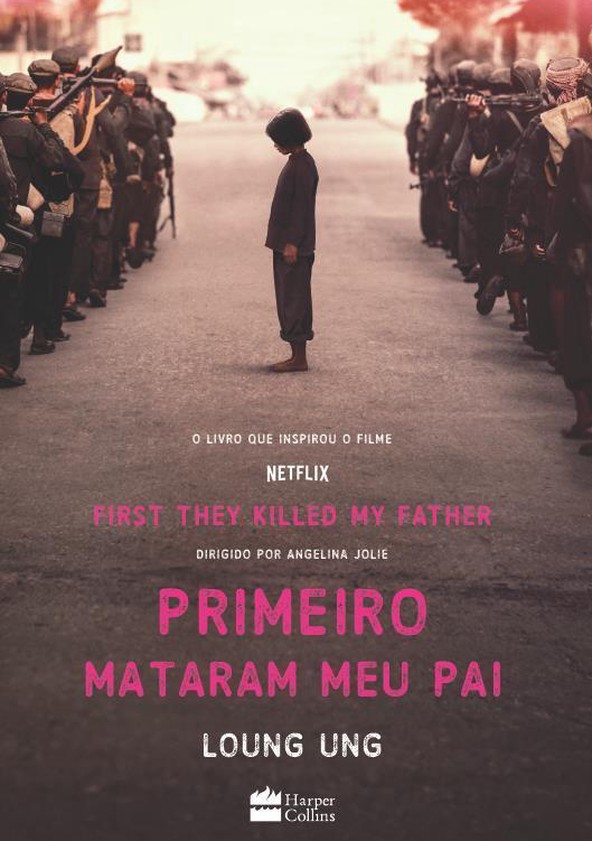 O LIVRO QUE INSPIROU O FILME
NETFLIX
FIRST THEY KILLED MY FATHER
DIRIGIDO POR ANGELINA JOLIE
PRIMEIRO
MATARAM MEU PAI
LOUNG UNG
Harper
Collins